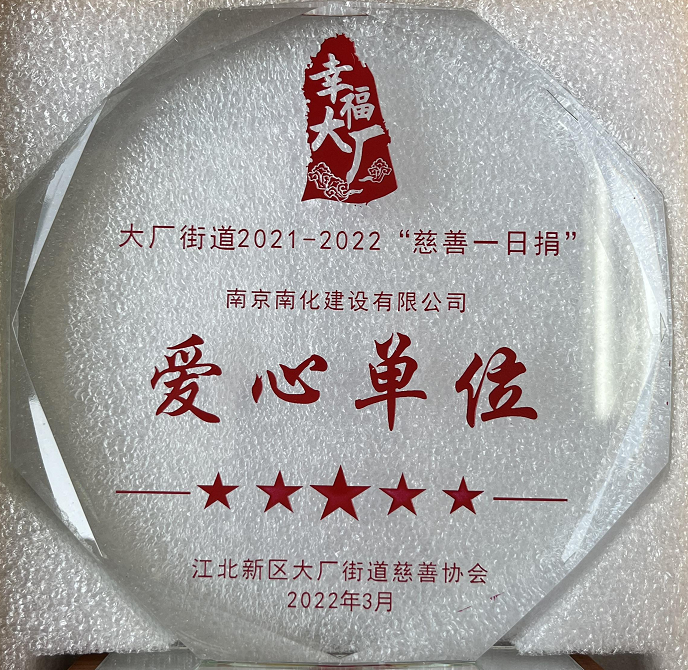 幸福
大厂
大厂街道2021-2022“慈善一日捐”
南京南化建设有限公司
爱心单位
江北新区大厂街道慈善协会
2022年3月